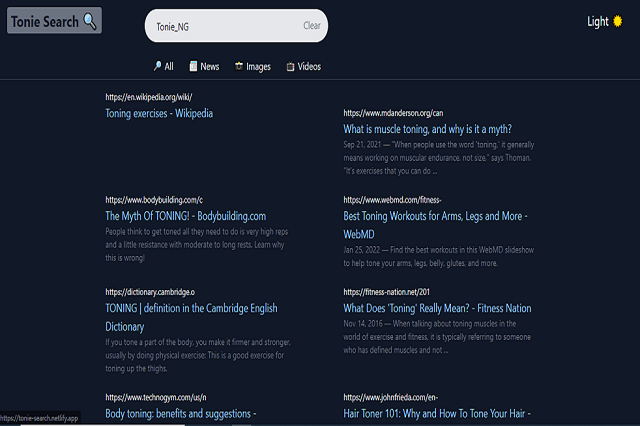 Tonie Search
Tonie_NG
Clear
Light
All
News
Images
Videos
https://en.wikipedia.org/wiki/
Toning exercises - Wikipedia
https://www.mdanderson.org/can
What is muscle toning, and why is it a myth?
Sep 21, 2021 — "When people use the word 'toning,' it generally
means working on muscular endurance, not size," says Thoman.
"It's exercises that you can do ...
https://www.bodybuilding.com/c
The Myth Of TONING! - Bodybuilding.com
People think to get toned all they need to do is very high reps
and a little resistance with moderate to long rests. Learn why
this is wrong!
https://www.webmd.com/fitness-
Best Toning Workouts for Arms, Legs and More -
WebMD
Jan 25, 2022 — Find the best workouts in this WebMD slideshow
to help tone your arms, legs, belly, glutes, and more.
https://dictionary.cambridge.o
TONING | definition in the Cambridge English
Dictionary
If you tone a part of the body, you make it firmer and stronger,
usually by doing physical exercise: This is a good exercise for
toning up the thighs.
https://fitness-nation.net/201
What Does 'Toning' Really Mean? - Fitness Nation
Nov 14, 2016 — When talking about toning muscles in the
world of exercise and fitness, it is typically referring to someone
who has defined muscles and not ...
https://www.technogym.com/us/n
Body toning: benefits and suggestions -
https://www.johnfrieda.com/en-
Hair Toner 101: Why and How To Tone Your Hair -
https://tonie-search.netlify.app